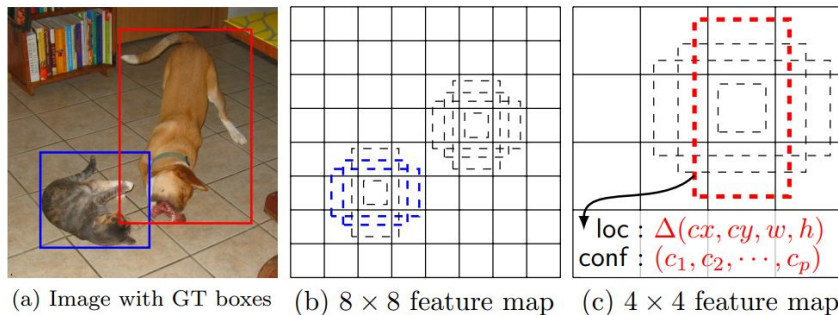 loc : Δ(cx, cy, w, h)
conf : (c₁, c₂, ⋯, cₚ)
(a) Image with GT boxes
(b) 8 × 8 feature map
(c) 4 × 4 feature map